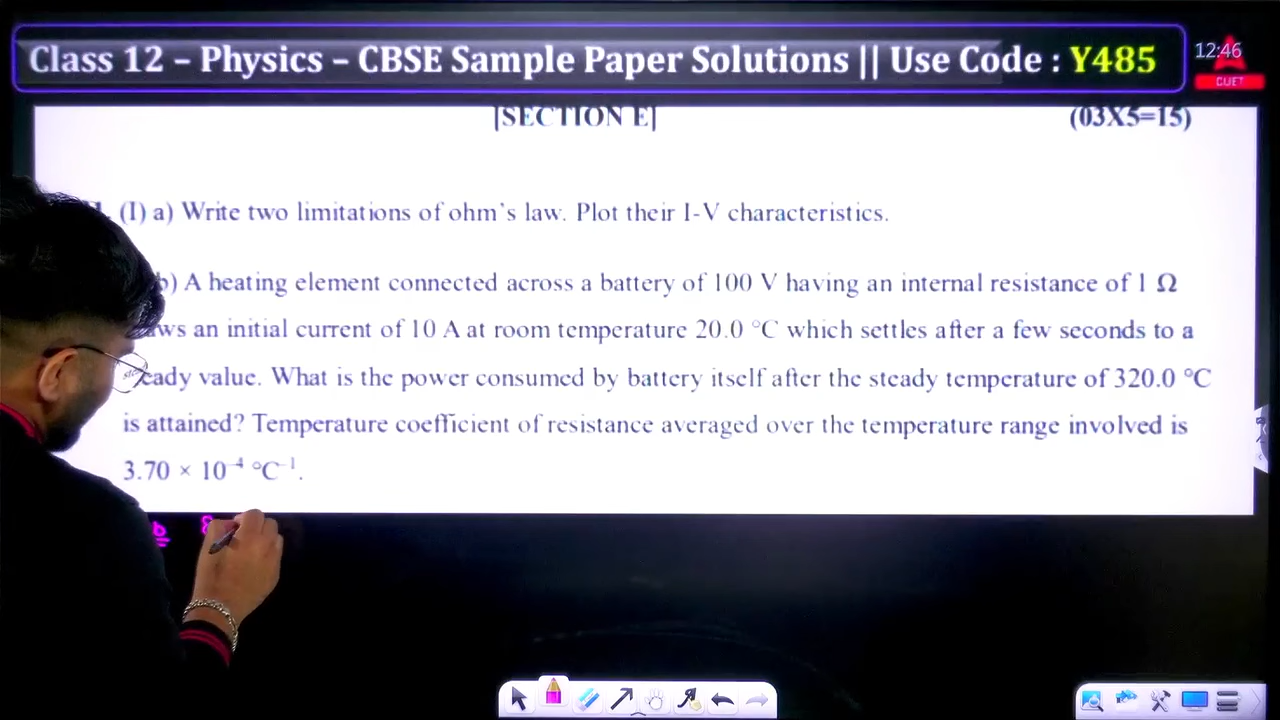 Class 12 – Physics – CBSE Sample Paper Solutions || Use Code : Y485
12:46
CUET
[SECTION E] (03X5=15)
(I) a) Write two limitations of ohm's law. Plot their I-V characteristics.
b) A heating element connected across a battery of 100 V having an internal resistance of 1 Ω
an initial current of 10 A at room temperature 20.0 °C which settles after a few seconds to a
value. What is the power consumed by battery itself after the steady temperature of 320.0 °C
is attained? Temperature coefficient of resistance averaged over the temperature range involved is
3.70 × 10⁻⁴ °C⁻¹.
b